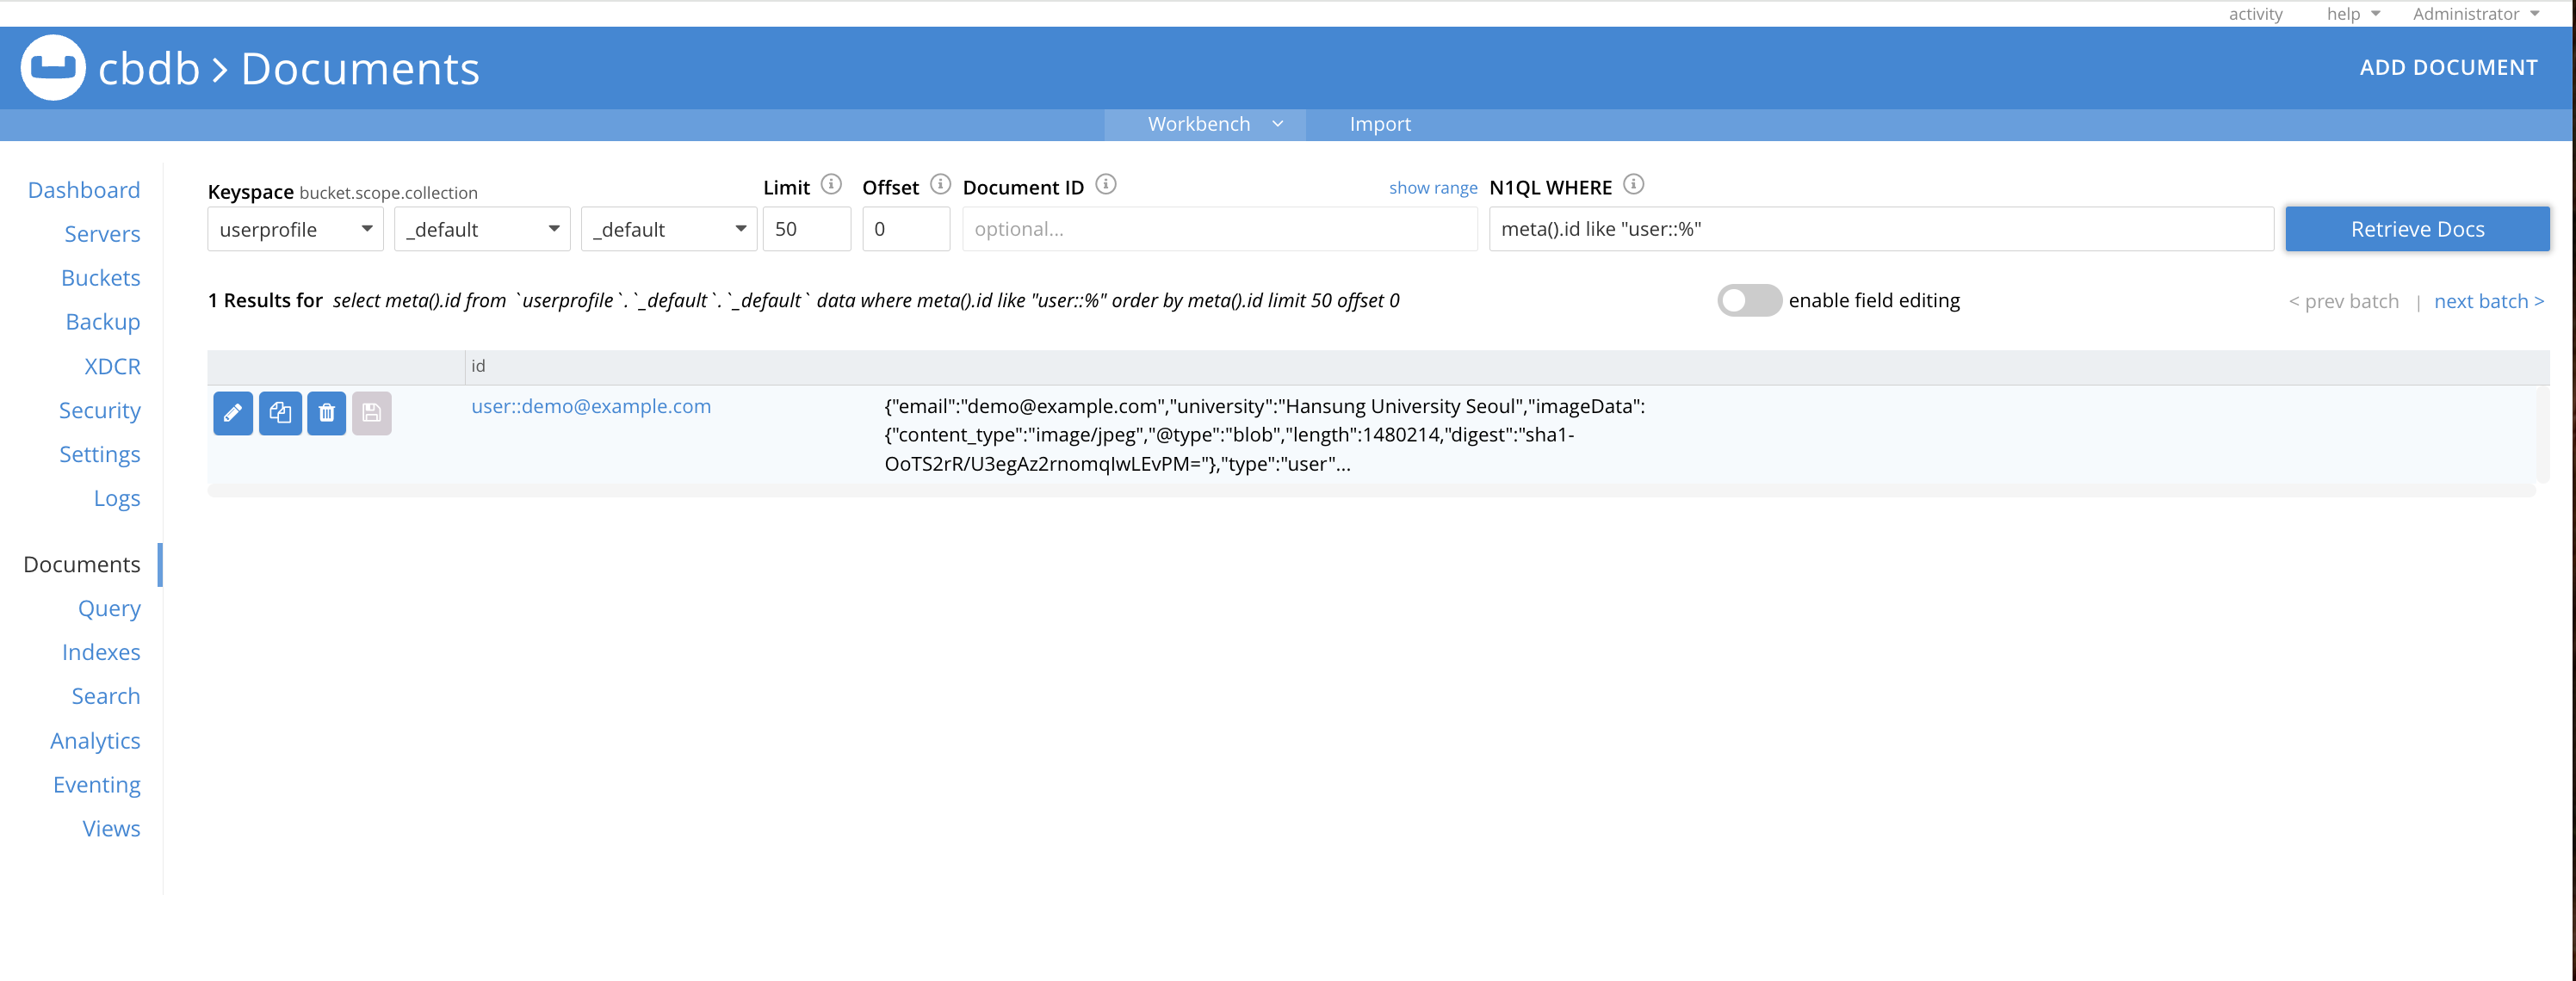 activity help Administrator
cbdb > Documents ADD DOCUMENT
Workbench Import
Dashboard
Servers
Buckets
Backup
XDCR
Security
Settings
Logs
Documents
Query
Indexes
Search
Analytics
Eventing
Views
Keyspace bucket.scope.collection Limit Offset Document ID show range N1QL WHERE
userprofile _default _default 50 0 optional... meta().id like "user::%" Retrieve Docs
1 Results for select meta().id from `userprofile`.`_default`.`_default` data where meta().id like "user::%" order by meta().id limit 50 offset 0 enable field editing < prev batch | next batch >
id
user::demo@example.com {"email":"demo@example.com","university":"Hansung University Seoul","imageData":
{"content_type":"image/jpeg","@type":"blob","length":1480214,"digest":"sha1-
OoTS2rR/U3egAz2rnomqIwLEvPM="},"type":"user"...